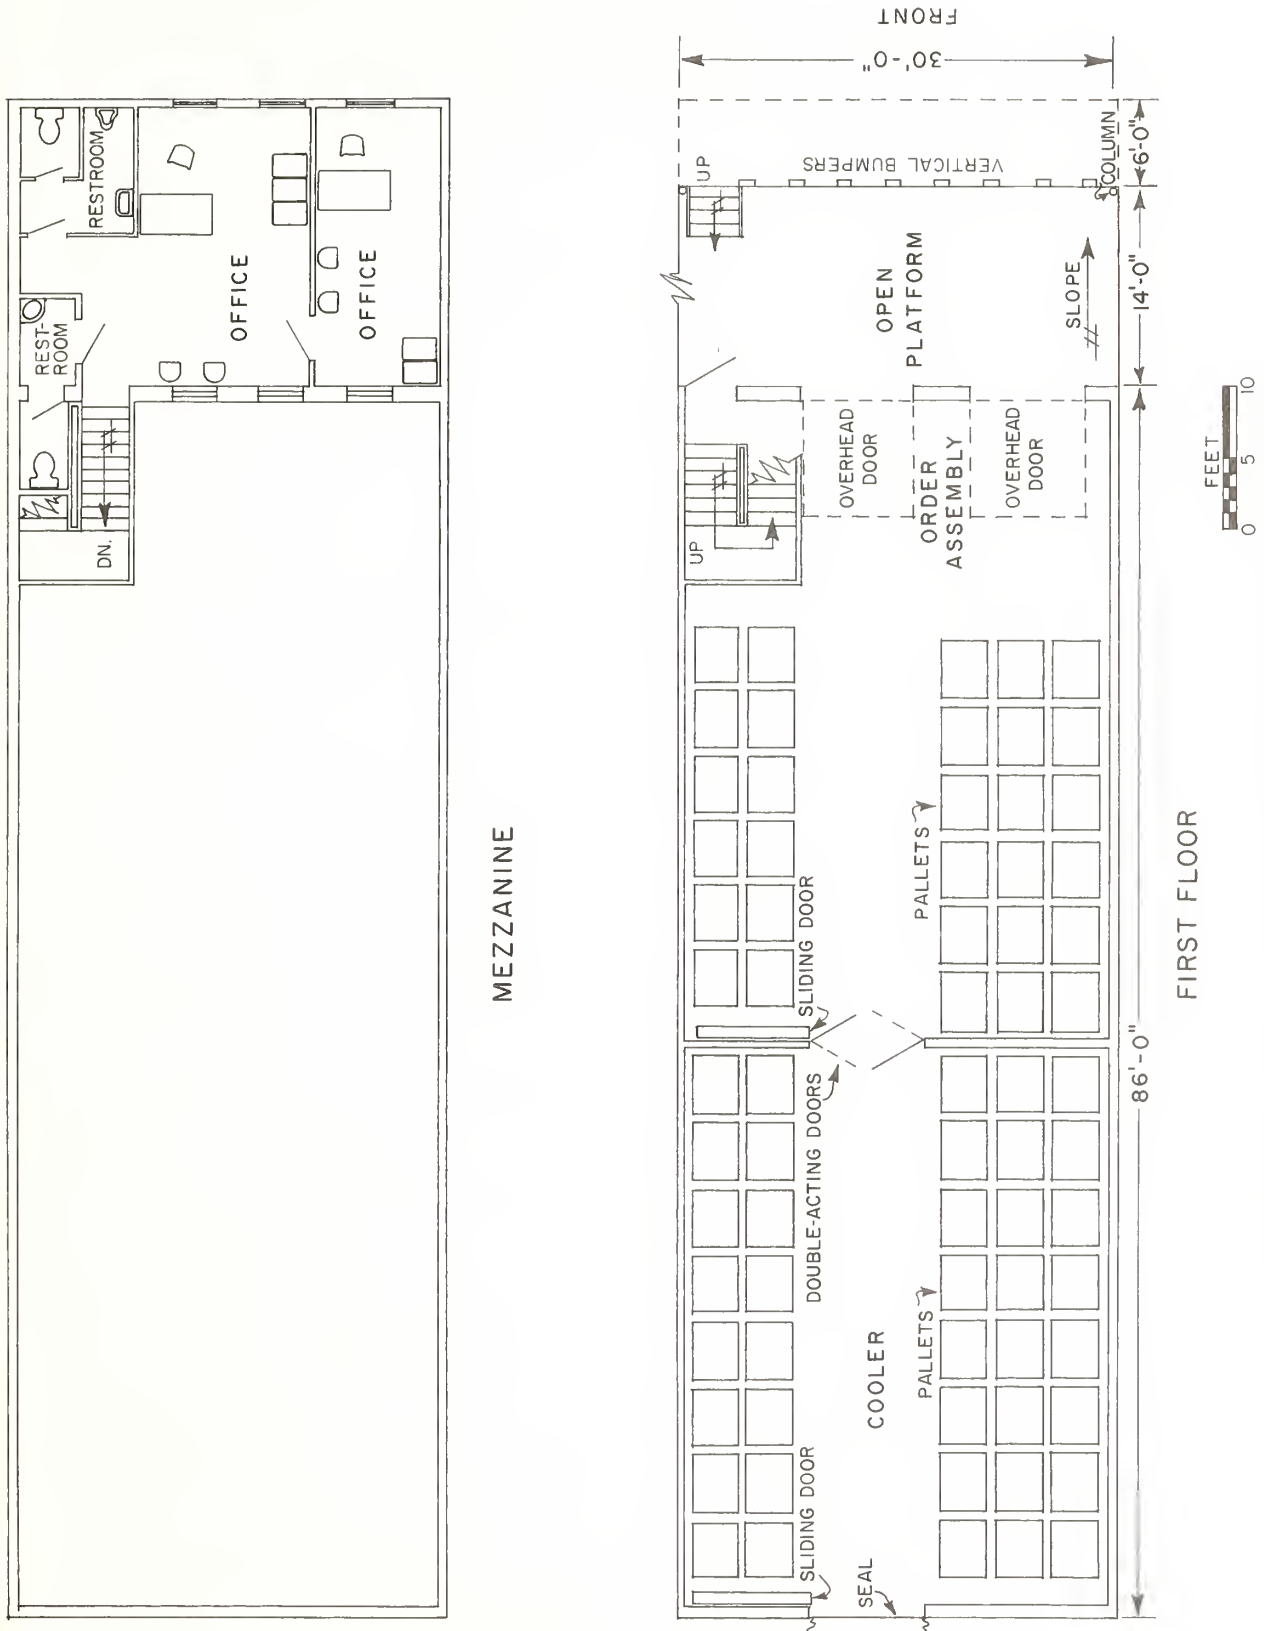 RESTROOM
OFFICE
OFFICE
REST-
ROOM
DN.
MEZZANINE
FRONT
30'-0"
UP
VERTICAL BUMPERS
COLUMN
6'-0"
OPEN
PLATFORM
SLOPE
14'-0"
OVERHEAD
DOOR
ORDER
ASSEMBLY
OVERHEAD
DOOR
UP
FEET
0 5 10
PALLETS
SLIDING DOOR
DOUBLE-ACTING DOORS
86'-0"
FIRST FLOOR
PALLETS
COOLER
SLIDING DOOR
SEAL